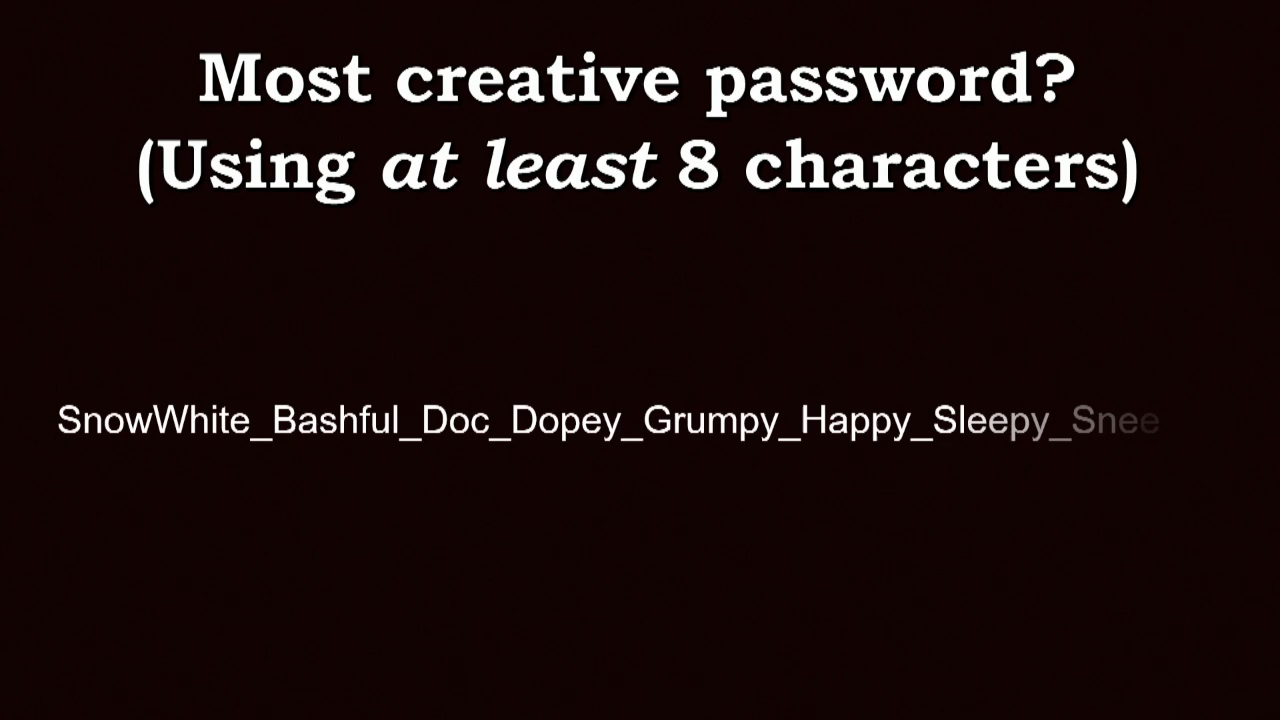 Most creative password?
(Using at least 8 characters)
SnowWhite_Bashful_Doc_Dopey_Grumpy_Happy_Sleepy_Snee